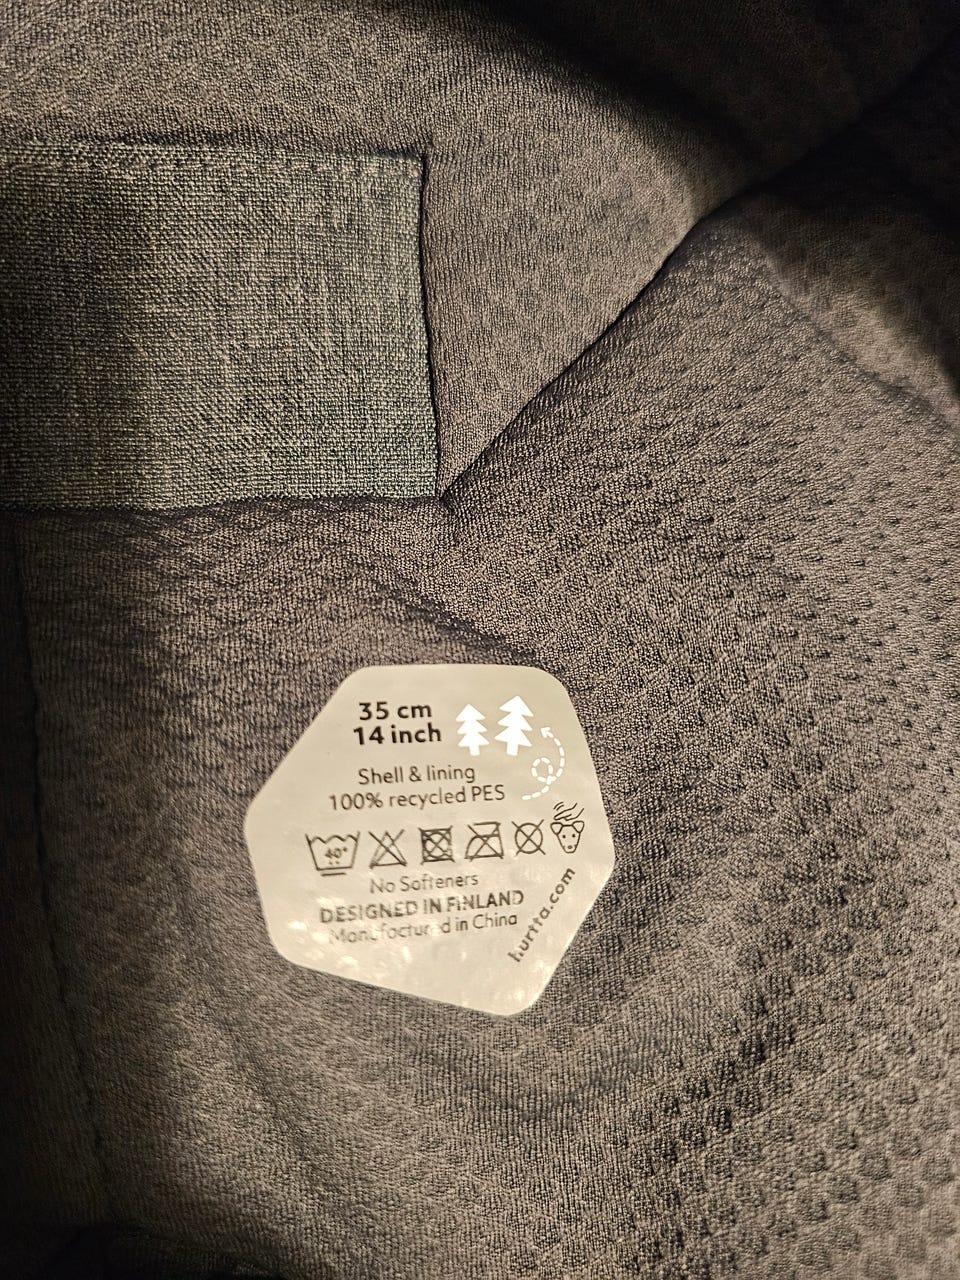 35 cm
14 inch
Shell & lining
100% recycled PES
40°
No Softeners
DESIGNED IN FINLAND
Manufactured in China
hurtta.com